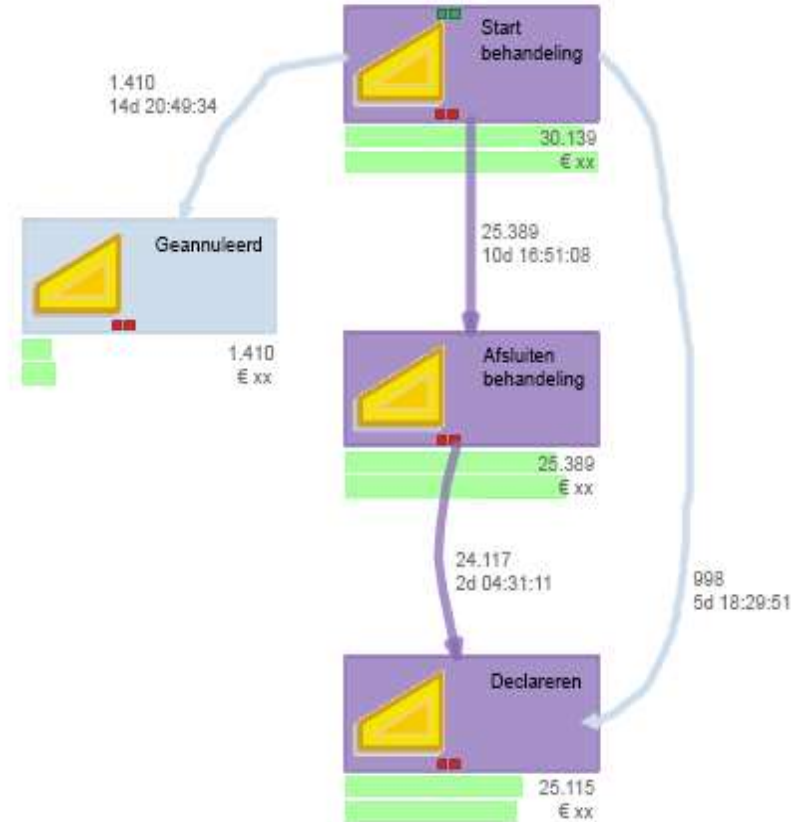 Start
behandeling
30.139
€ xx
1.410
14d 20:49:34
Geannuleerd
1.410
€ xx
25.389
10d 16:51:08
Afsluiten
behandeling
25.389
€ xx
24.117
2d 04:31:11
998
5d 18:29:51
Declareren
25.115
€ xx